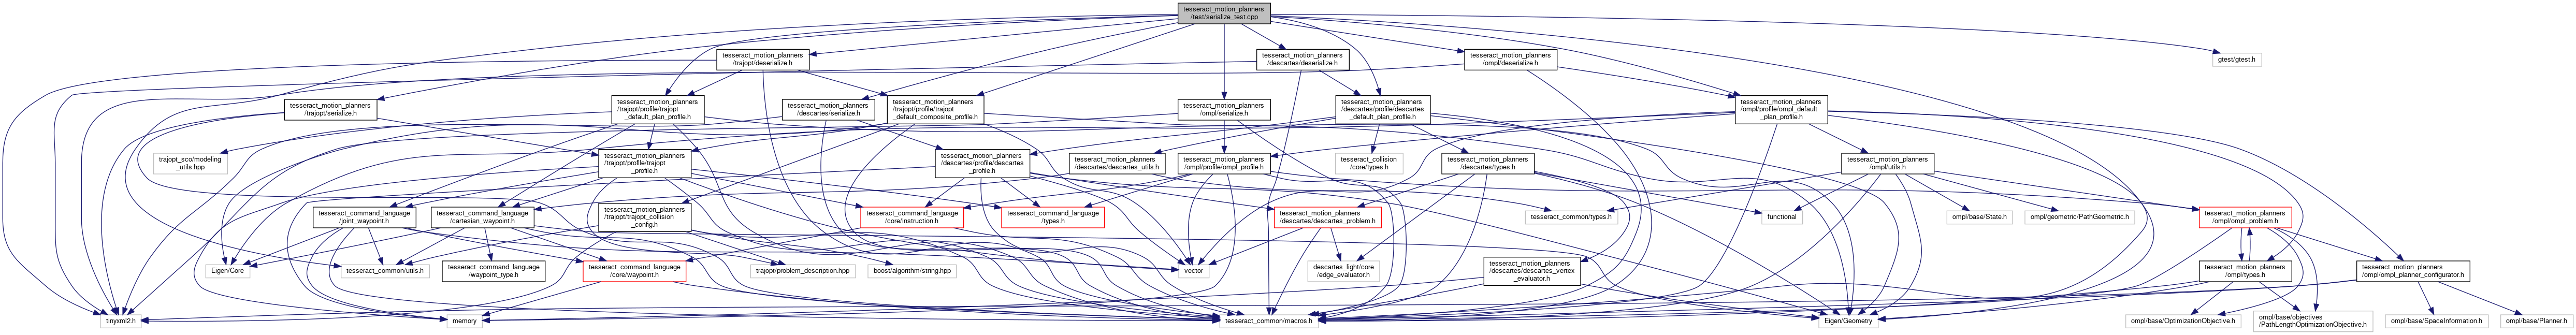 tesseract_motion_planners
/test/serialize_test.cpp
tesseract_motion_planners
/trajopt/deserialize.h
tesseract_motion_planners
/descartes/deserialize.h
tesseract_motion_planners
/ompl/deserialize.h
gtest/gtest.h
tesseract_motion_planners
/trajopt/serialize.h
tesseract_motion_planners
/trajopt/profile/trajopt
_default_plan_profile.h
tesseract_motion_planners
/descartes/serialize.h
tesseract_motion_planners
/trajopt/profile/trajopt
_default_composite_profile.h
tesseract_motion_planners
/ompl/serialize.h
tesseract_motion_planners
/descartes/profile/descartes
_default_plan_profile.h
tesseract_motion_planners
/ompl/profile/ompl_default
_plan_profile.h
trajopt_sco/modeling
_utils.hpp
tesseract_motion_planners
/trajopt/profile/trajopt
_profile.h
tesseract_motion_planners
/descartes/profile/descartes
_profile.h
tesseract_motion_planners
/descartes/descartes_utils.h
tesseract_motion_planners
/ompl/profile/ompl_profile.h
tesseract_collision
/core/types.h
tesseract_motion_planners
/descartes/types.h
tesseract_motion_planners
/ompl/utils.h
tesseract_command_language
/joint_waypoint.h
tesseract_command_language
/cartesian_waypoint.h
tesseract_motion_planners
/trajopt/trajopt_collision
_config.h
tesseract_command_language
/core/instruction.h
tesseract_command_language
/types.h
tesseract_motion_planners
/descartes/descartes_problem.h
tesseract_common/types.h
functional
ompl/base/State.h
ompl/geometric/PathGeometric.h
tesseract_motion_planners
/ompl/ompl_problem.h
Eigen/Core
tesseract_common/utils.h
tesseract_command_language
/waypoint_type.h
tesseract_command_language
/core/waypoint.h
trajopt/problem_description.hpp
boost/algorithm/string.hpp
vector
descartes_light/core
/edge_evaluator.h
tesseract_motion_planners
/descartes/descartes_vertex
_evaluator.h
tesseract_motion_planners
/ompl/types.h
tesseract_motion_planners
/ompl/ompl_planner_configurator.h
tinyxml2.h
memory
tesseract_common/macros.h
Eigen/Geometry
ompl/base/OptimizationObjective.h
ompl/base/objectives
/PathLengthOptimizationObjective.h
ompl/base/SpaceInformation.h
ompl/base/Planner.h